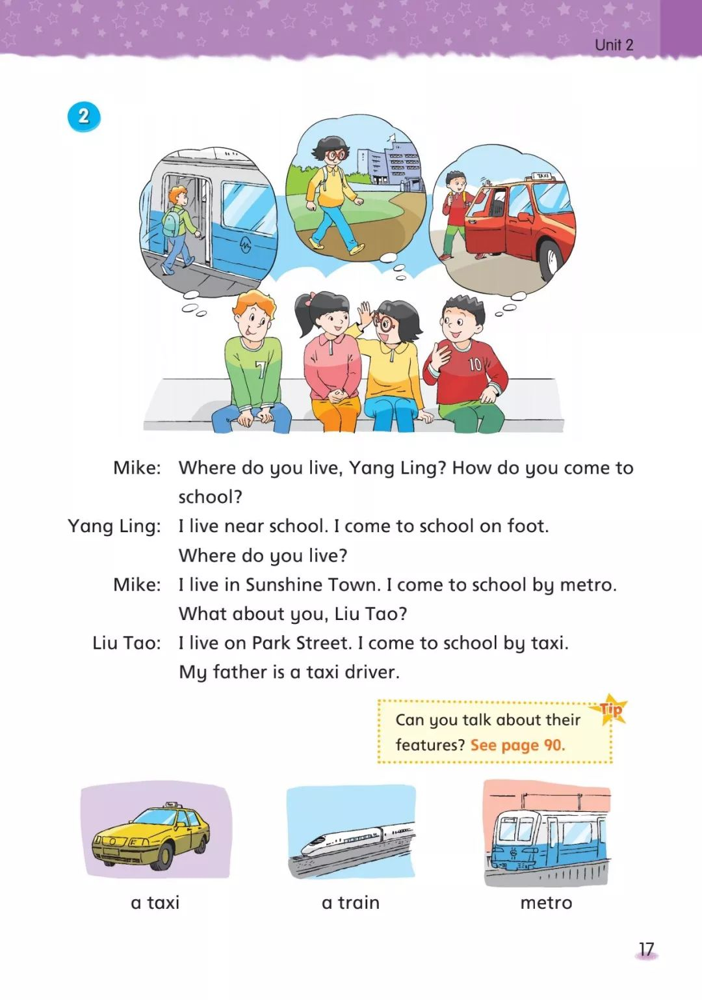 Unit 2
2
TAXI
7
10
Mike: Where do you live, Yang Ling? How do you come to
school?
Yang Ling: I live near school. I come to school on foot.
Where do you live?
Mike: I live in Sunshine Town. I come to school by metro.
What about you, Liu Tao?
Liu Tao: I live on Park Street. I come to school by taxi.
My father is a taxi driver.
Tip
Can you talk about their
features? See page 90.
a taxi
a train
metro
17